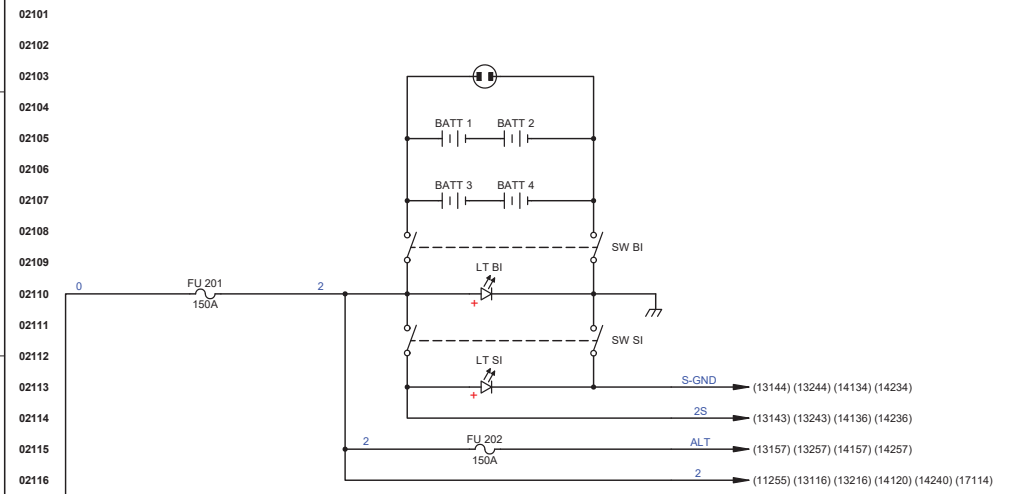 02101
02102
02103
02104
BATT 1 BATT 2
02105
02106
BATT 3 BATT 4
02107
02108
SW BI
02109
LT BI
FU 201
0 2
02110
+
150A
02111
SW SI
02112
LT SI
S-GND
02113 (13144) (13244) (14134) (14234)
+
2S
02114 (13143) (13243) (14136) (14236)
2 FU 202 ALT
02115 (13157) (13257) (14157) (14257)
150A
2
02116 (11255) (13116) (13216) (14120) (14240) (17114)